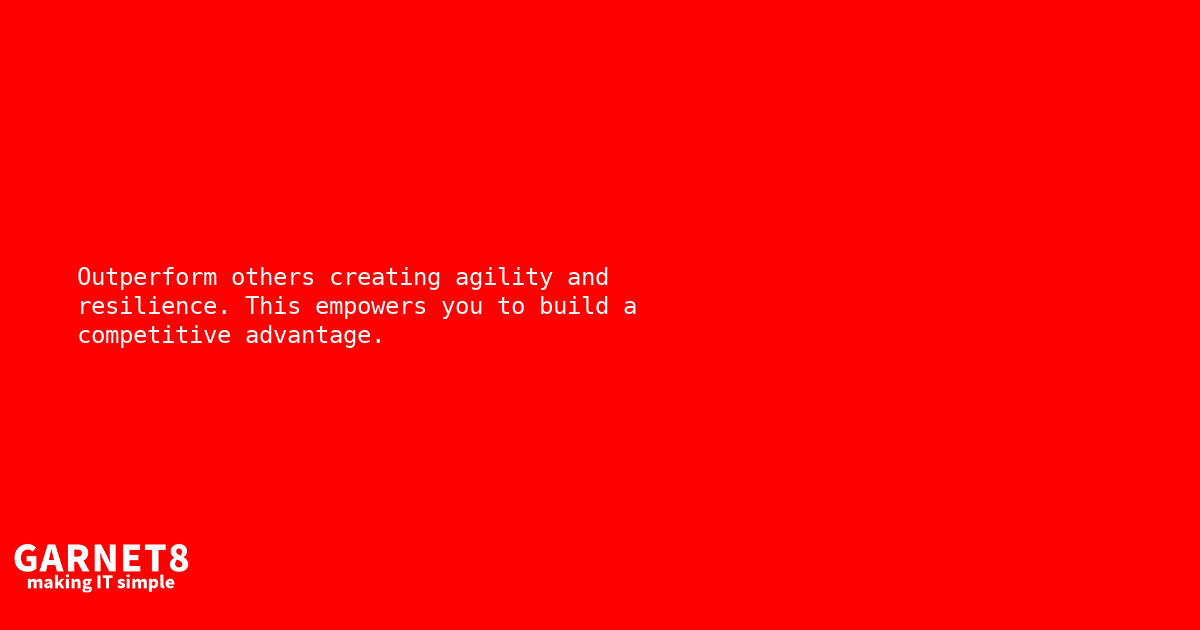 Outperform others creating agility and
resilience. This empowers you to build a
competitive advantage.
GARNET8
making IT simple